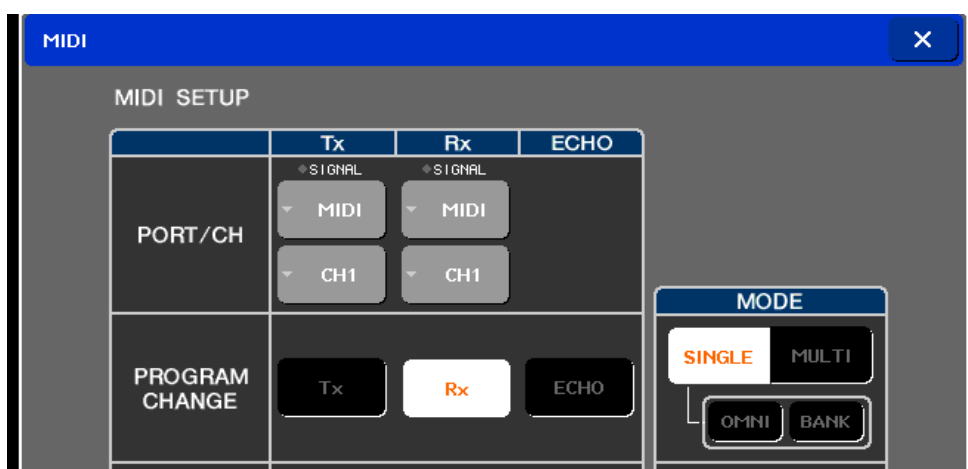 MIDI
×
MIDI SETUP
Tx Rx ECHO
◆SIGNAL ◆SIGNAL
MIDI MIDI
PORT/CH
CH1 CH1
MODE
SINGLE MULTI
PROGRAM
CHANGE
Tx Rx ECHO
OMNI BANK